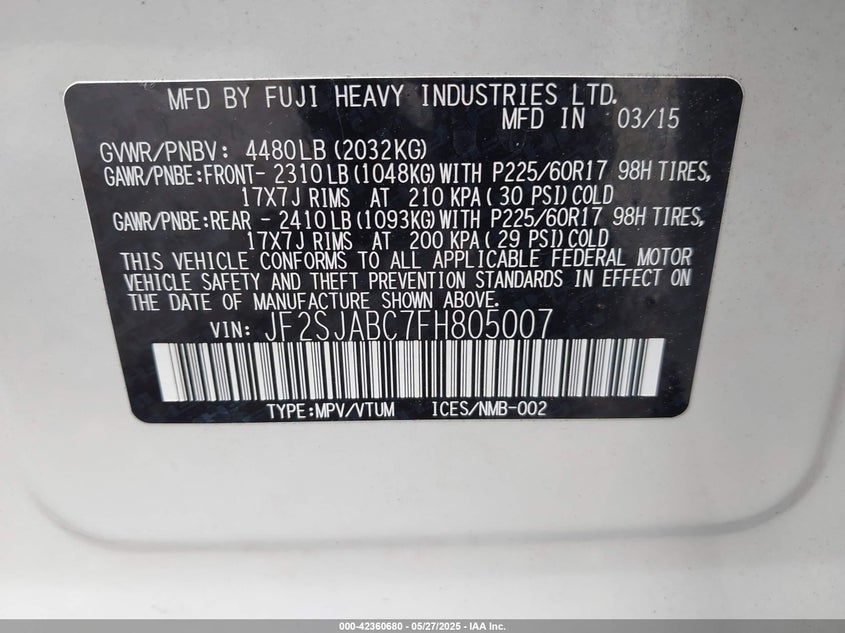 MFD BY FUJI HEAVY INDUSTRIES LTD.
MFD IN 03/15
GVWR/PNBV: 4480LB (2032KG)
GAWR/PNBE:FRONT- 2310LB (1048KG)WITH P225/60R17 98H TIRES,
17X7J RIMS AT 210 KPA( 30 PSI)COLD
GAWR/PNBE:REAR - 2410LB (1093KG)WITH P225/60R17 98H TIRES,
17X7J RIMS AT 200 KPA( 29 PSI)COLD
THIS VEHICLE CONFORMS TO ALL APPLICABLE FEDERAL MOTOR
VEHICLE SAFETY AND THEFT PREVENTION STANDARDS IN EFFECT ON
THE DATE OF MANUFACTURE SHOWN ABOVE.
VIN: JF2SJABC7FH805007
TYPE:MPV/VTUM ICES/NMB-002
000-42360680 - 05/27/2025 - IAA Inc.